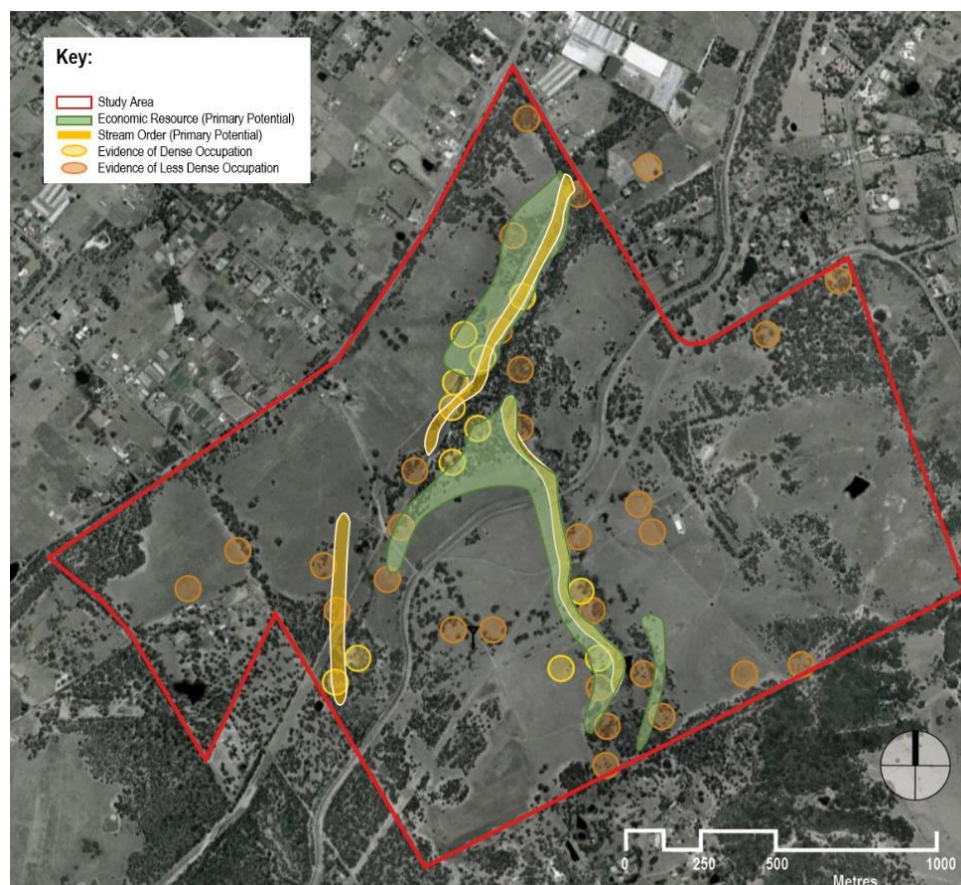 Key:
Study Area
Economic Resource (Primary Potential)
Stream Order (Primary Potential)
Evidence of Dense Occupation
Evidence of Less Dense Occupation
0 250 500 1000
Metres